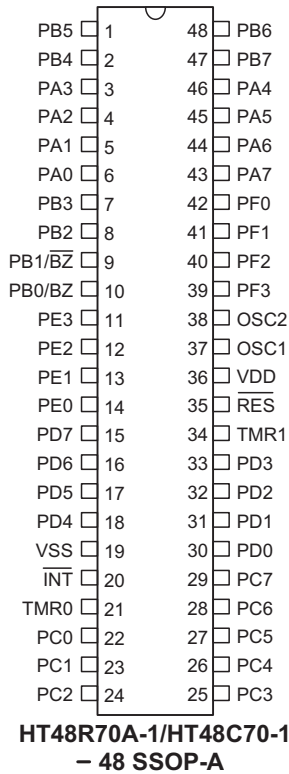 PB5 1 48 PB6
PB4 2 47 PB7
PA3 3 46 PA4
PA2 4 45 PA5
PA1 5 44 PA6
PA0 6 43 PA7
PB3 7 42 PF0
PB2 8 41 PF1
PB1/B̅Z̅ 9 40 PF2
PB0/BZ 10 39 PF3
PE3 11 38 OSC2
PE2 12 37 OSC1
PE1 13 36 VDD
PE0 14 35 R̅E̅S̅
PD7 15 34 TMR1
PD6 16 33 PD3
PD5 17 32 PD2
PD4 18 31 PD1
VSS 19 30 PD0
I̅N̅T̅ 20 29 PC7
TMR0 21 28 PC6
PC0 22 27 PC5
PC1 23 26 PC4
PC2 24 25 PC3
HT48R70A-1/HT48C70-1
– 48 SSOP-A